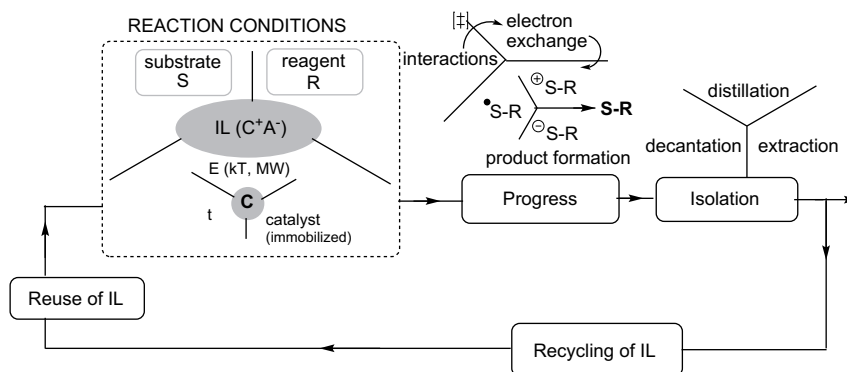 REACTION CONDITIONS
substrate
S
reagent
R
IL (C⁺A⁻)
E (kT, MW)
C
t
catalyst
(immobilized)
|‡|
electron
exchange
interactions
⊕S-R
•S-R
⊖S-R
S-R
product formation
Progress
distillation
decantation
extraction
Isolation
Reuse of IL
Recycling of IL